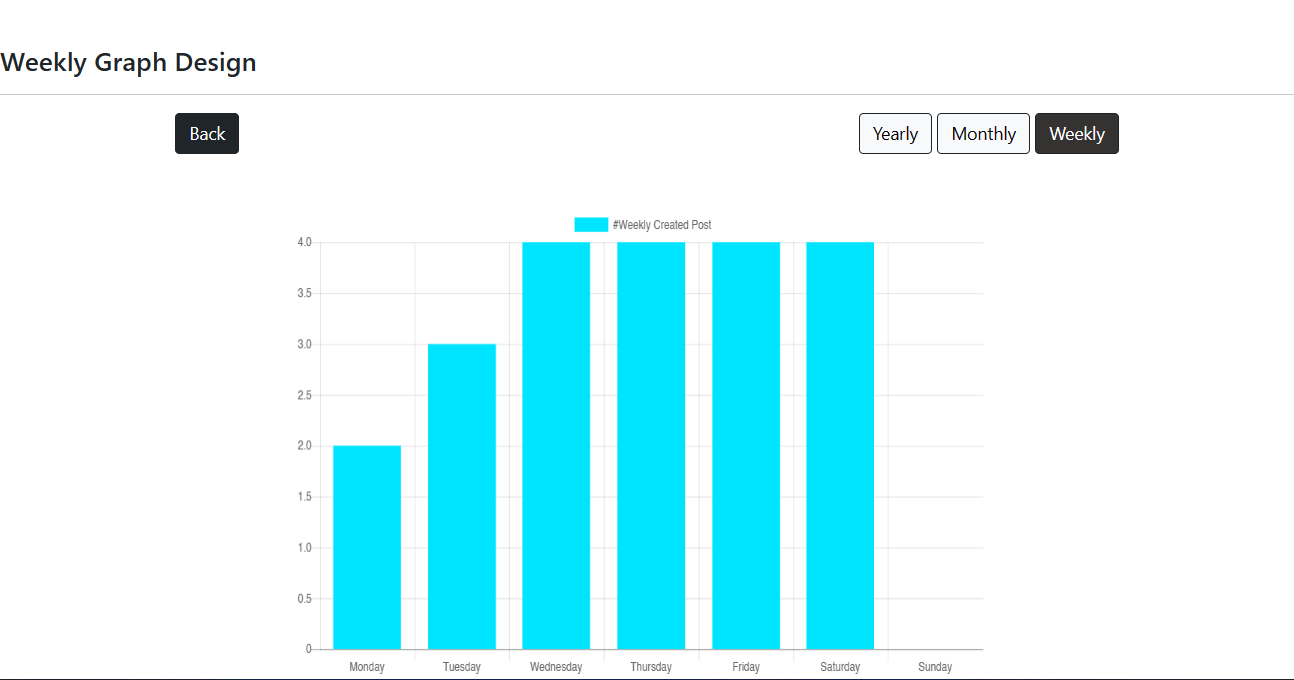 Weekly Graph Design
Back
Yearly Monthly Weekly
#Weekly Created Post
4.0
3.5
3.0
2.5
2.0
1.5
1.0
0.5
0
Monday Tuesday Wednesday Thursday Friday Saturday Sunday